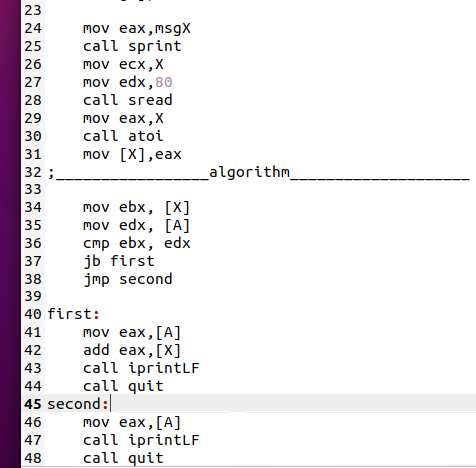 23
24 mov eax,msgX
25 call sprint
26 mov ecx,X
27 mov edx,80
28 call sread
29 mov eax,X
30 call atoi
31 mov [X],eax
32 ;_________________algorithm____________________
33
34 mov ebx, [X]
35 mov edx, [A]
36 cmp ebx, edx
37 jb first
38 jmp second
39
40 first:
41 mov eax,[A]
42 add eax,[X]
43 call iprintLF
44 call quit
45 second:
46 mov eax,[A]
47 call iprintLF
48 call quit